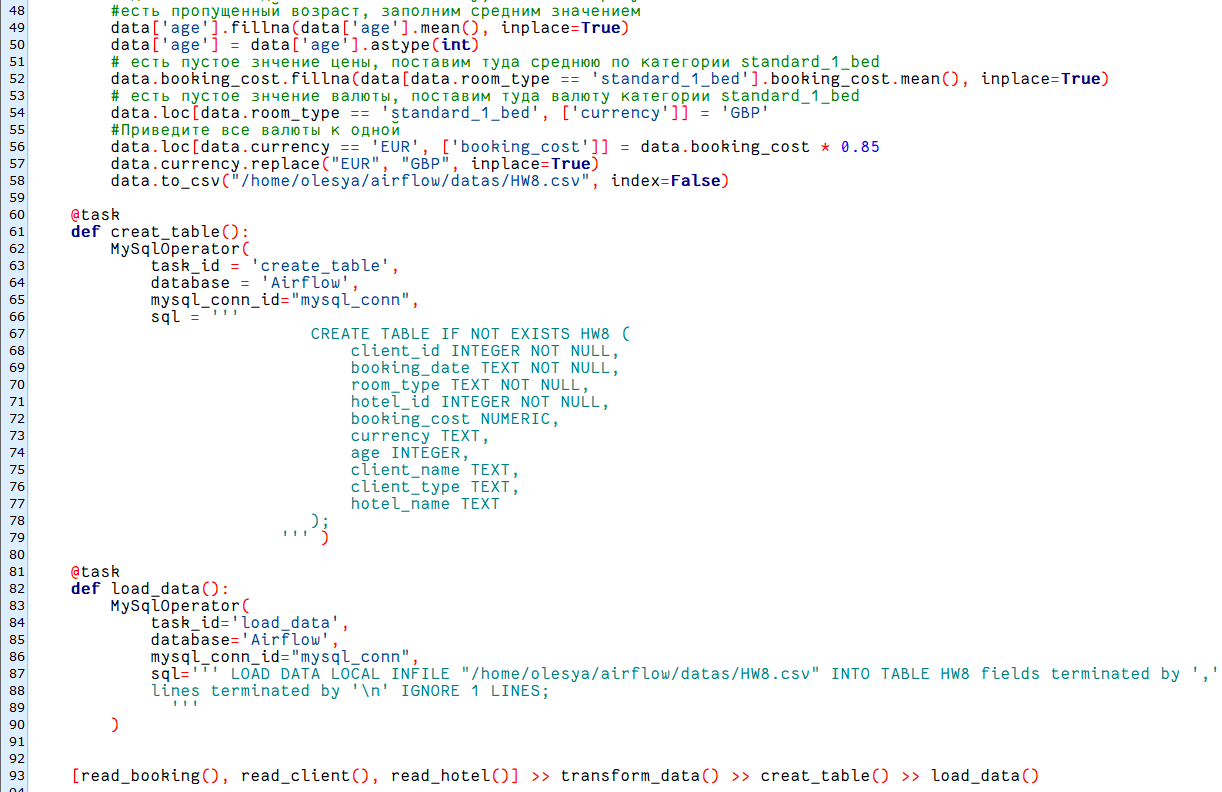 48 #есть пропущенный возраст, заполним средним значением
49 data['age'].fillna(data['age'].mean(), inplace=True)
50 data['age'] = data['age'].astype(int)
51 # есть пустое знчение цены, поставим туда среднюю по категории standard_1_bed
52 data.booking_cost.fillna(data[data.room_type == 'standard_1_bed'].booking_cost.mean(), inplace=True)
53 # есть пустое знчение валюты, поставим туда валюту категории standard_1_bed
54 data.loc[data.room_type == 'standard_1_bed', ['currency']] = 'GBP'
55 #Приведите все валюты к одной
56 data.loc[data.currency == 'EUR', ['booking_cost']] = data.booking_cost * 0.85
57 data.currency.replace("EUR", "GBP", inplace=True)
58 data.to_csv("/home/olesya/airflow/datas/HW8.csv", index=False)
59
60 @task
61 def creat_table():
62 MySqlOperator(
63 task_id = 'create_table',
64 database = 'Airflow',
65 mysql_conn_id="mysql_conn",
66 sql = '''
67 CREATE TABLE IF NOT EXISTS HW8 (
68 client_id INTEGER NOT NULL,
69 booking_date TEXT NOT NULL,
70 room_type TEXT NOT NULL,
71 hotel_id INTEGER NOT NULL,
72 booking_cost NUMERIC,
73 currency TEXT,
74 age INTEGER,
75 client_name TEXT,
76 client_type TEXT,
77 hotel_name TEXT
78 );
79 ''' )
80
81 @task
82 def load_data():
83 MySqlOperator(
84 task_id='load_data',
85 database='Airflow',
86 mysql_conn_id="mysql_conn",
87 sql=''' LOAD DATA LOCAL INFILE "/home/olesya/airflow/datas/HW8.csv" INTO TABLE HW8 fields terminated by ','
88 lines terminated by '\n' IGNORE 1 LINES;
89 '''
90 )
91
92
93 [read_booking(), read_client(), read_hotel()] >> transform_data() >> creat_table() >> load_data()